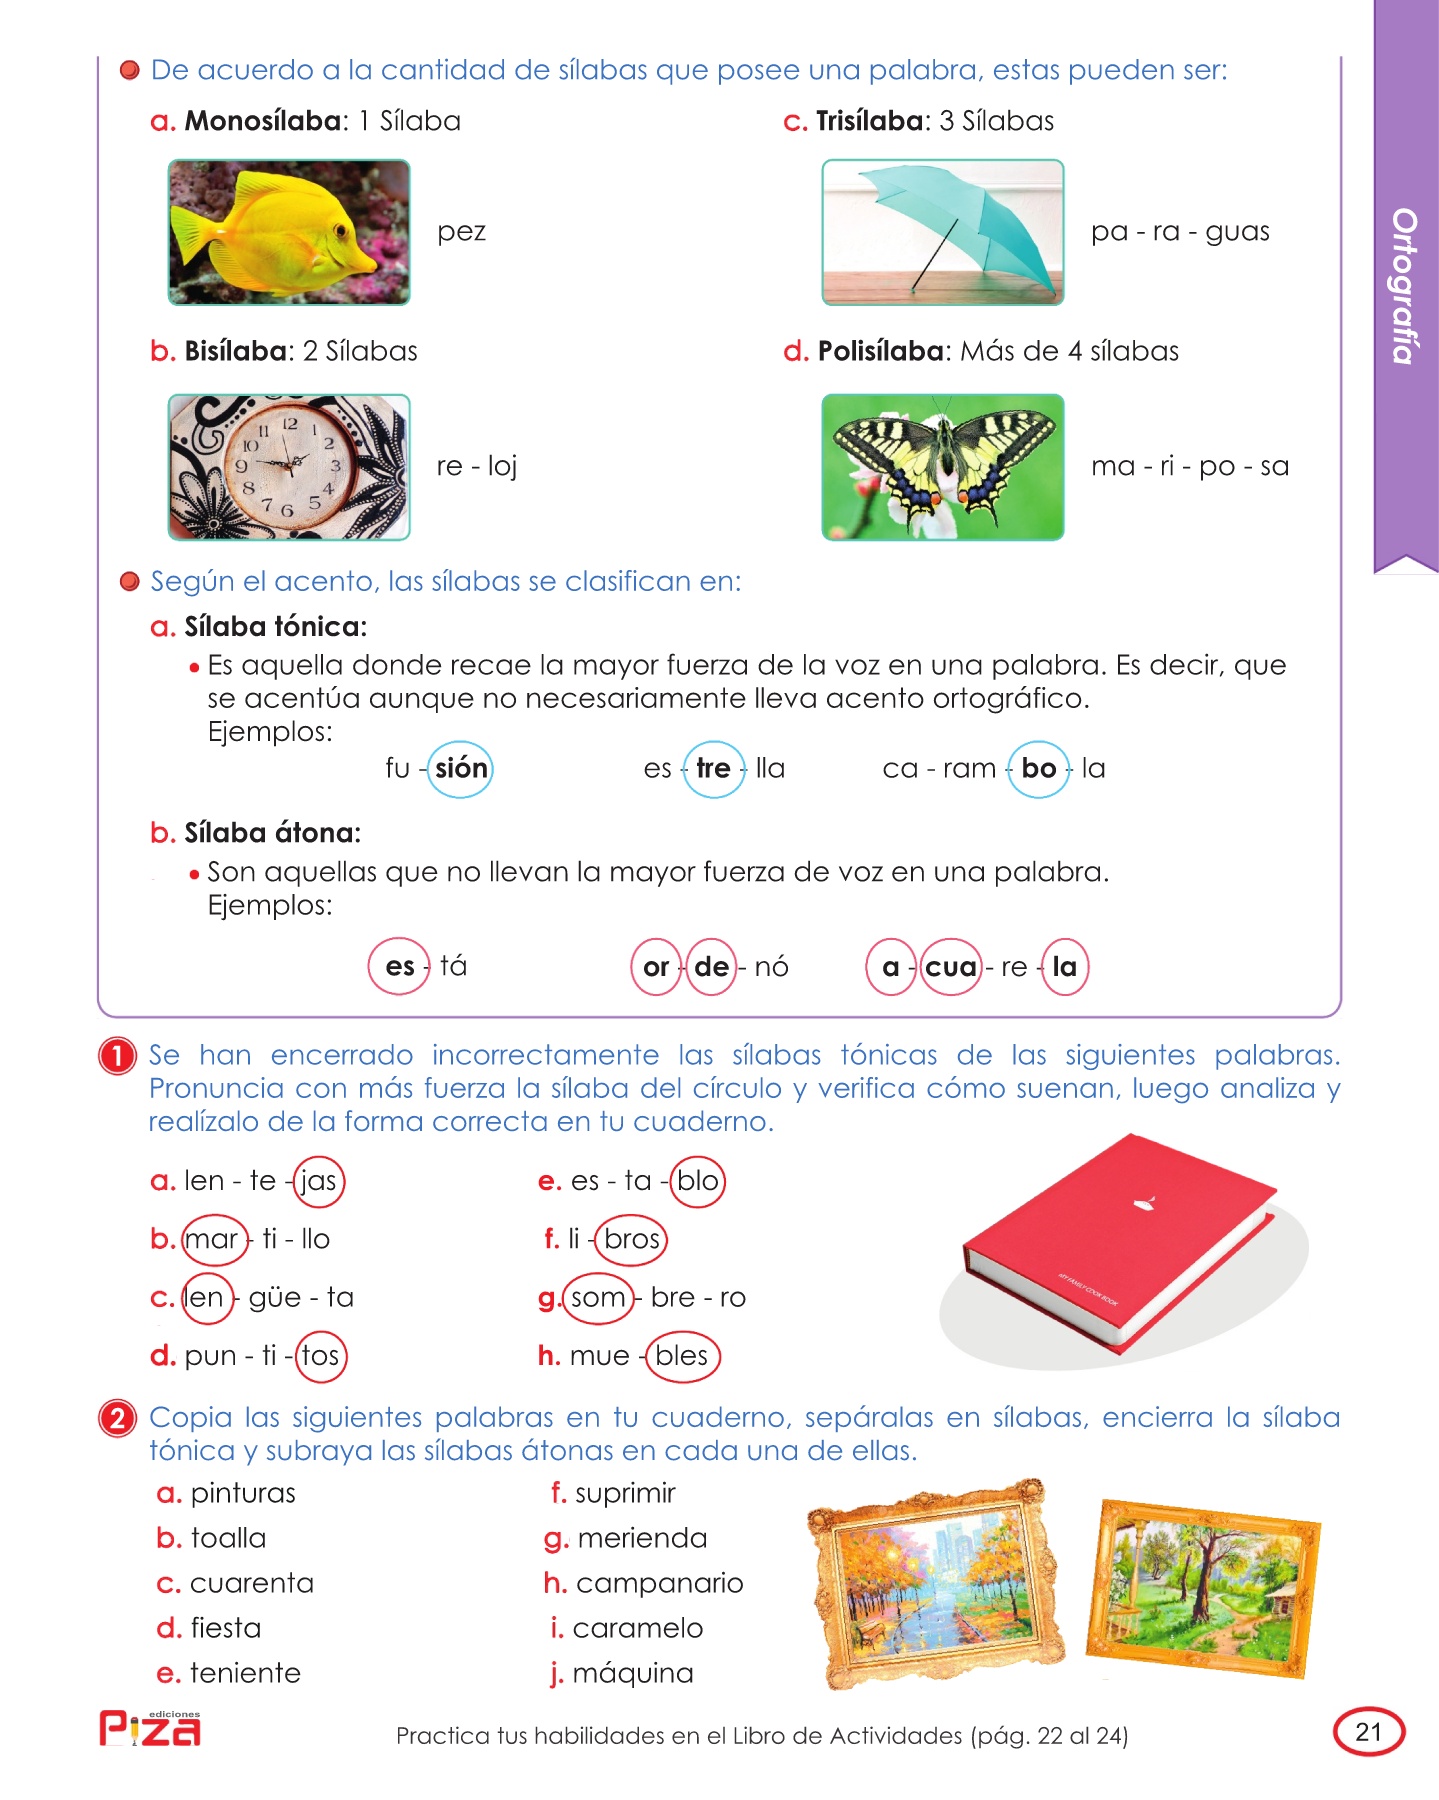 De acuerdo a la cantidad de sílabas que posee una palabra, estas pueden ser:
a. Monosílaba: 1 Sílaba
pez
b. Bisílaba: 2 Sílabas
12
11 1
10 2
9 3
8 4
7 6 5
re - loj
c. Trisílaba: 3 Sílabas
pa - ra - guas
d. Polisílaba: Más de 4 sílabas
ma - ri - po - sa
Ortografía
Según el acento, las sílabas se clasifican en:
a. Sílaba tónica:
• Es aquella donde recae la mayor fuerza de la voz en una palabra. Es decir, que
se acentúa aunque no necesariamente lleva acento ortográfico.
Ejemplos:
fu - sión es - tre - lla ca - ram - bo - la
b. Sílaba átona:
• Son aquellas que no llevan la mayor fuerza de voz en una palabra.
Ejemplos:
es - tá or - de - nó a - cua - re - la
1 Se han encerrado incorrectamente las sílabas tónicas de las siguientes palabras.
Pronuncia con más fuerza la sílaba del círculo y verifica cómo suenan, luego analiza y
realízalo de la forma correcta en tu cuaderno.
a. len - te - jas
b. mar - ti - llo
c. len - güe - ta
d. pun - ti - tos
e. es - ta - blo
f. li - bros
g. som - bre - ro
h. mue - bles
MY FAMILY COOK BOOK
2 Copia las siguientes palabras en tu cuaderno, sepáralas en sílabas, encierra la sílaba
tónica y subraya las sílabas átonas en cada una de ellas.
a. pinturas
b. toalla
c. cuarenta
d. fiesta
e. teniente
f. suprimir
g. merienda
h. campanario
i. caramelo
j. máquina
ediciones
Piza
Practica tus habilidades en el Libro de Actividades (pág. 22 al 24)
21